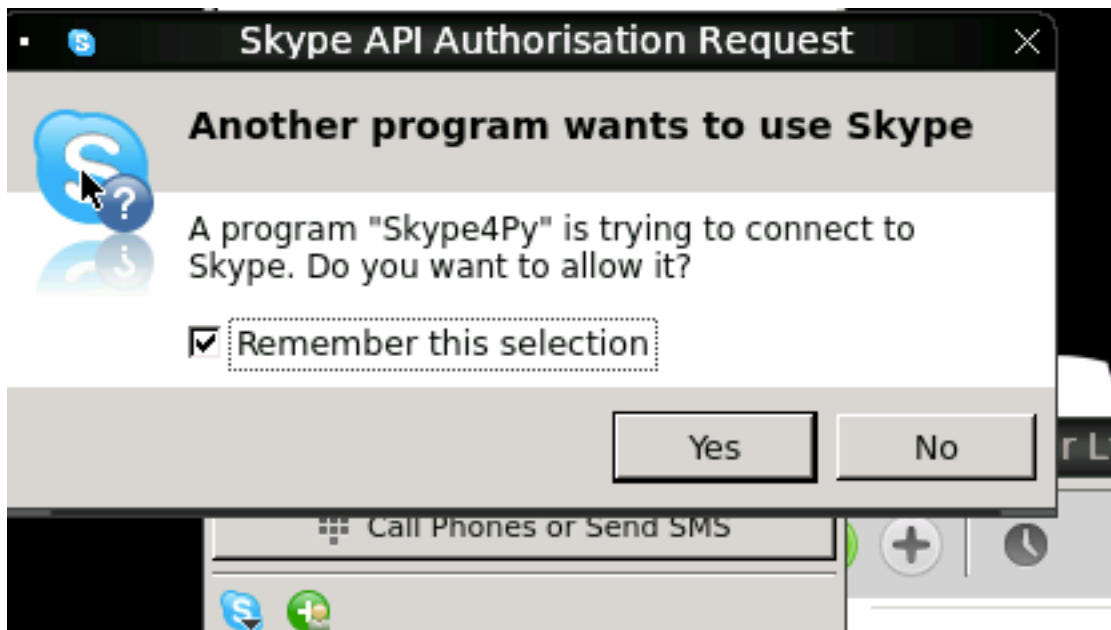 Skype API Authorisation Request
Another program wants to use Skype
A program "Skype4Py" is trying to connect to
Skype. Do you want to allow it?
Remember this selection
Yes
No
Call Phones or Send SMS